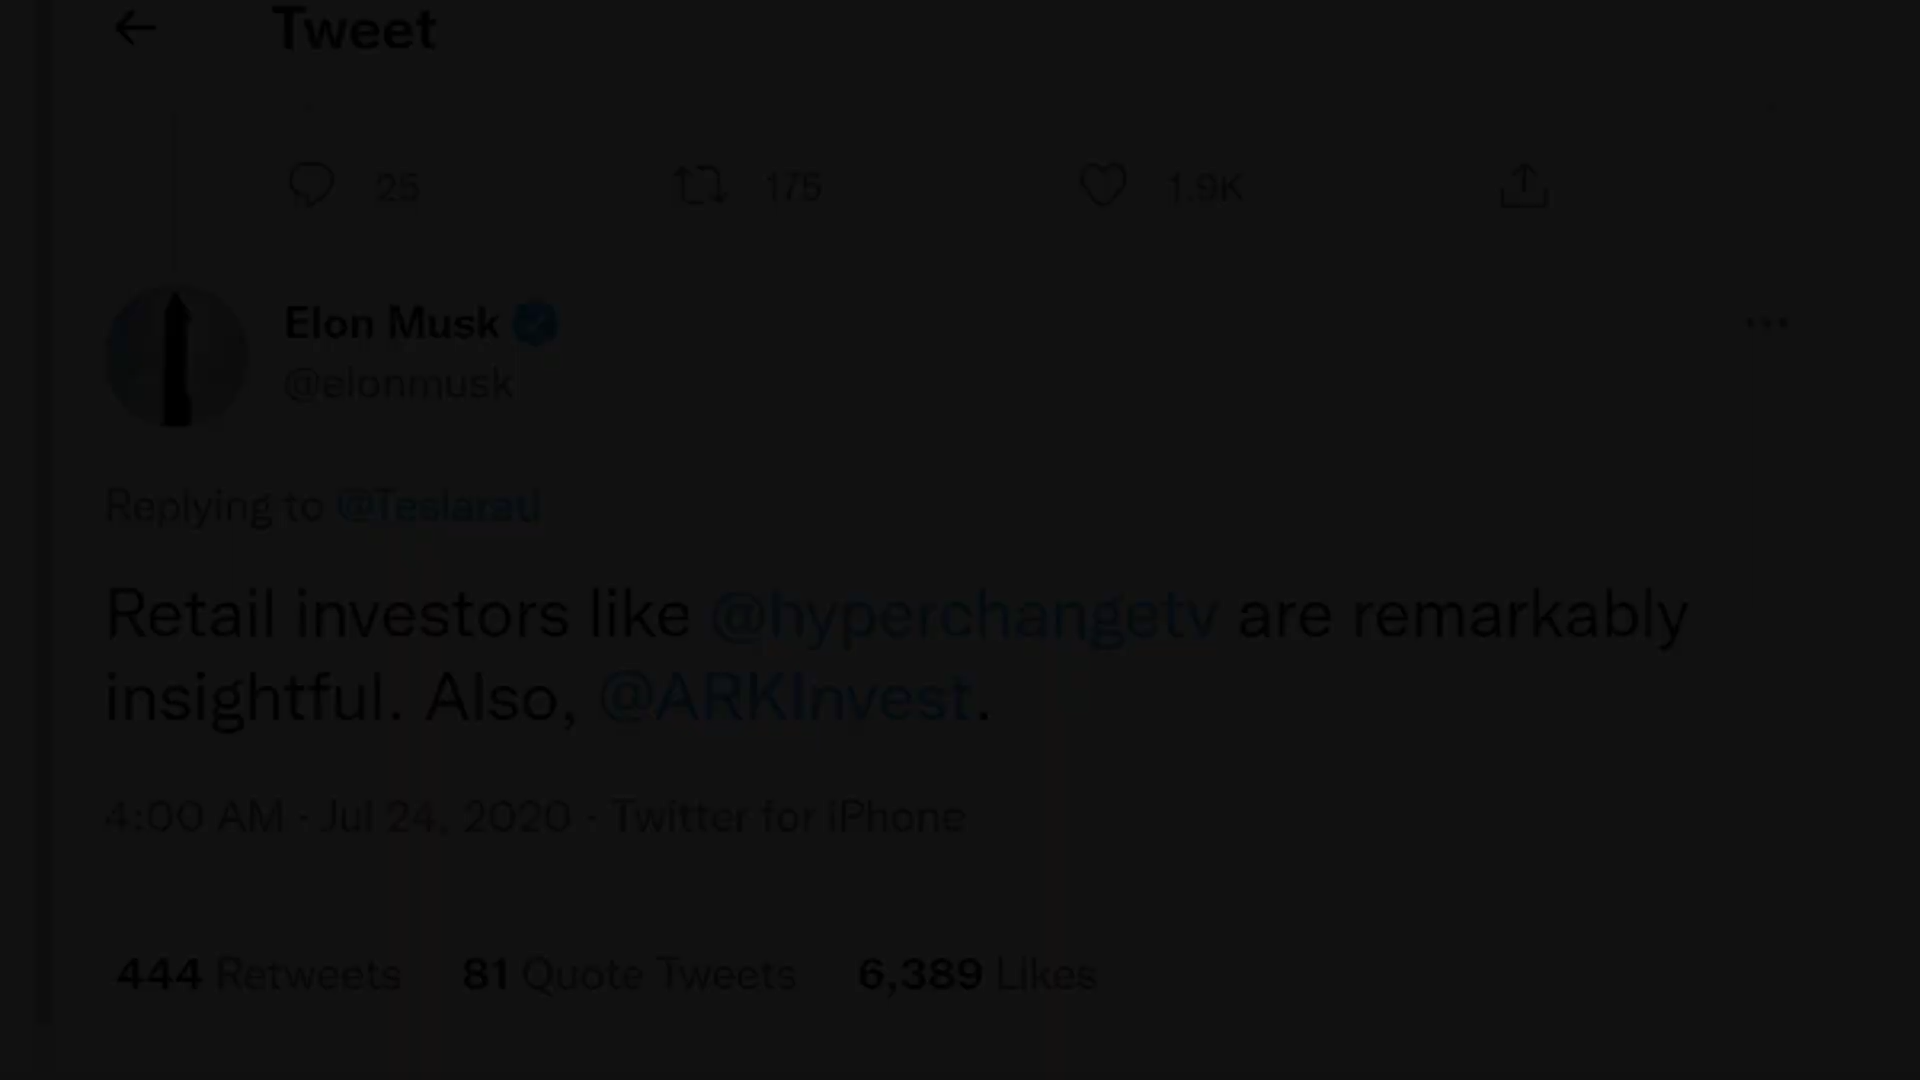 Tweet
25 175 1.9K
Elon Musk
@elonmusk
Replying to @Teslarati
Retail investors like @hyperchangetv are remarkably
insightful. Also, @ARKInvest.
4:00 AM · Jul 24, 2020 · Twitter for iPhone
444 Retweets 81 Quote Tweets 6,389 Likes